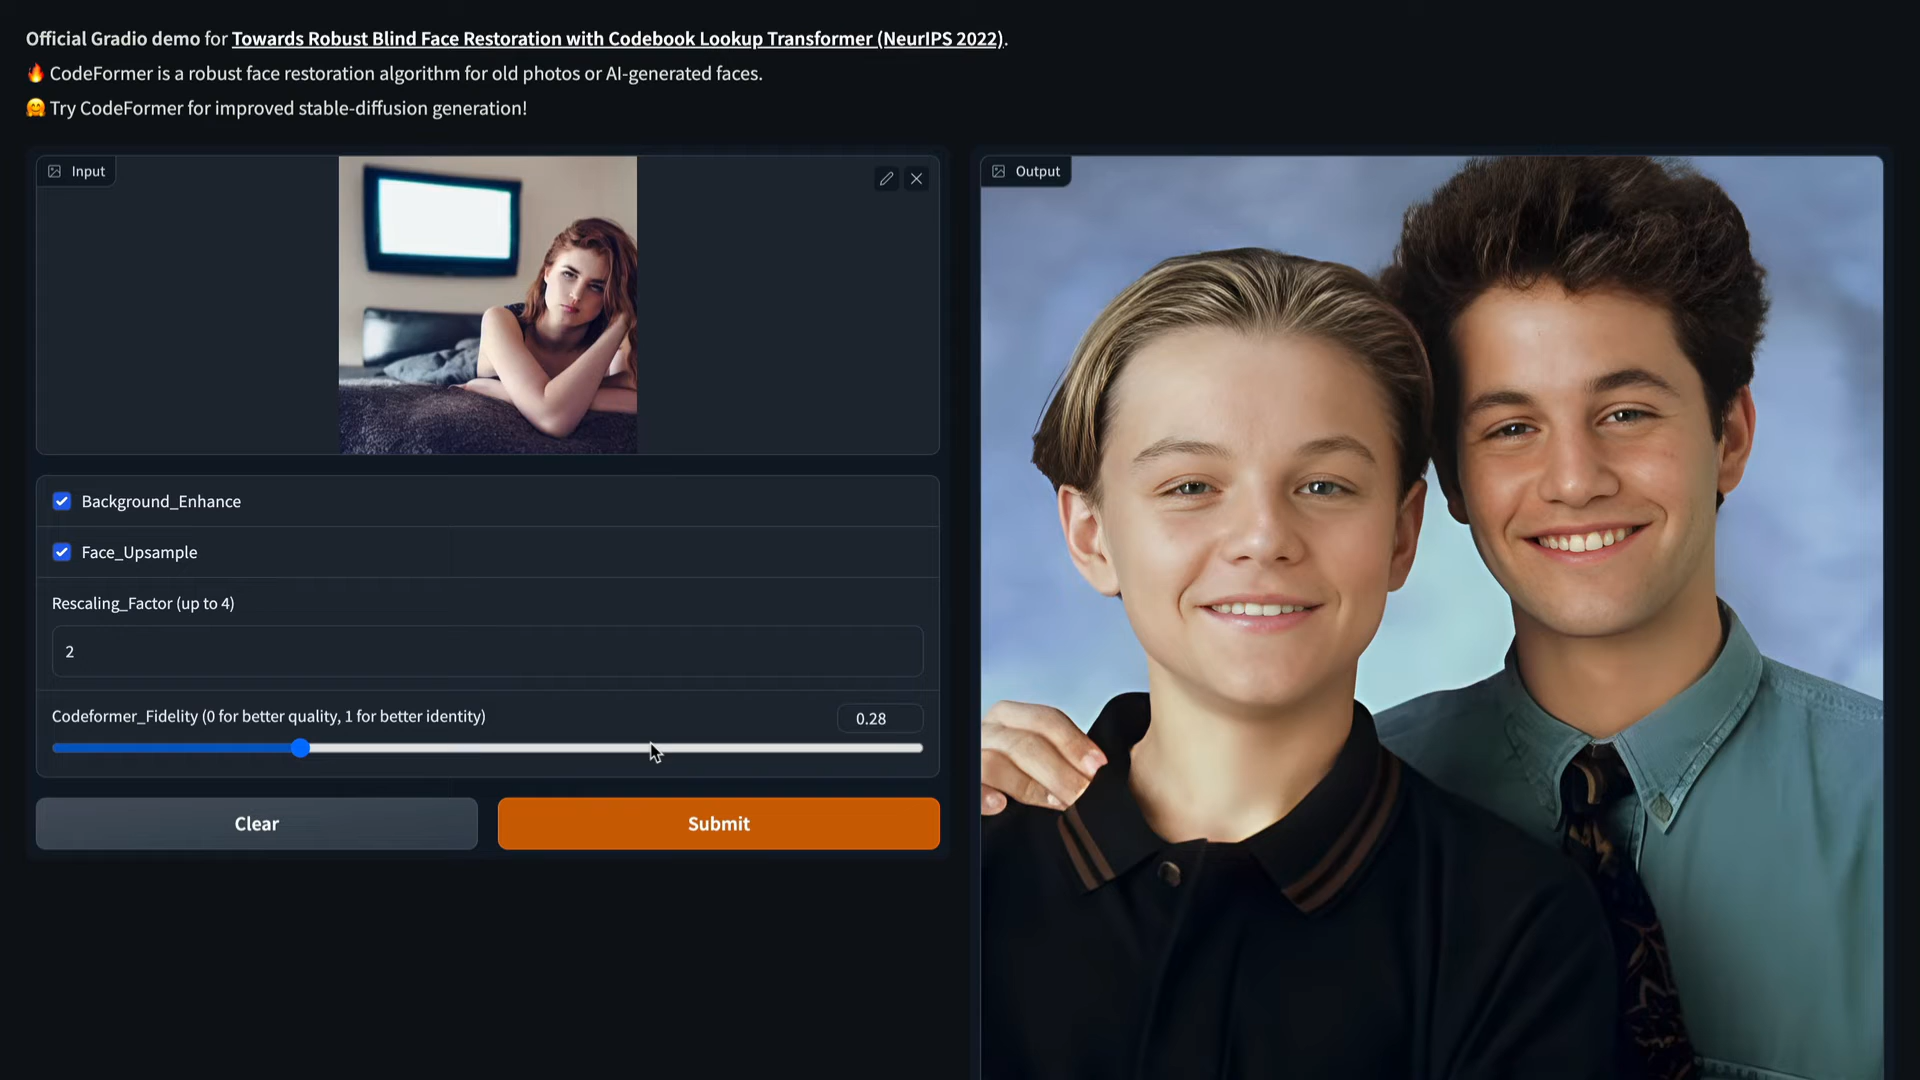 Official Gradio demo for Towards Robust Blind Face Restoration with Codebook Lookup Transformer (NeurIPS 2022).
🔥 CodeFormer is a robust face restoration algorithm for old photos or AI-generated faces.
🤗 Try CodeFormer for improved stable-diffusion generation!
Input
Output
Background_Enhance
Face_Upsample
Rescaling_Factor (up to 4)
2
Codeformer_Fidelity (0 for better quality, 1 for better identity)
0.28
Clear
Submit